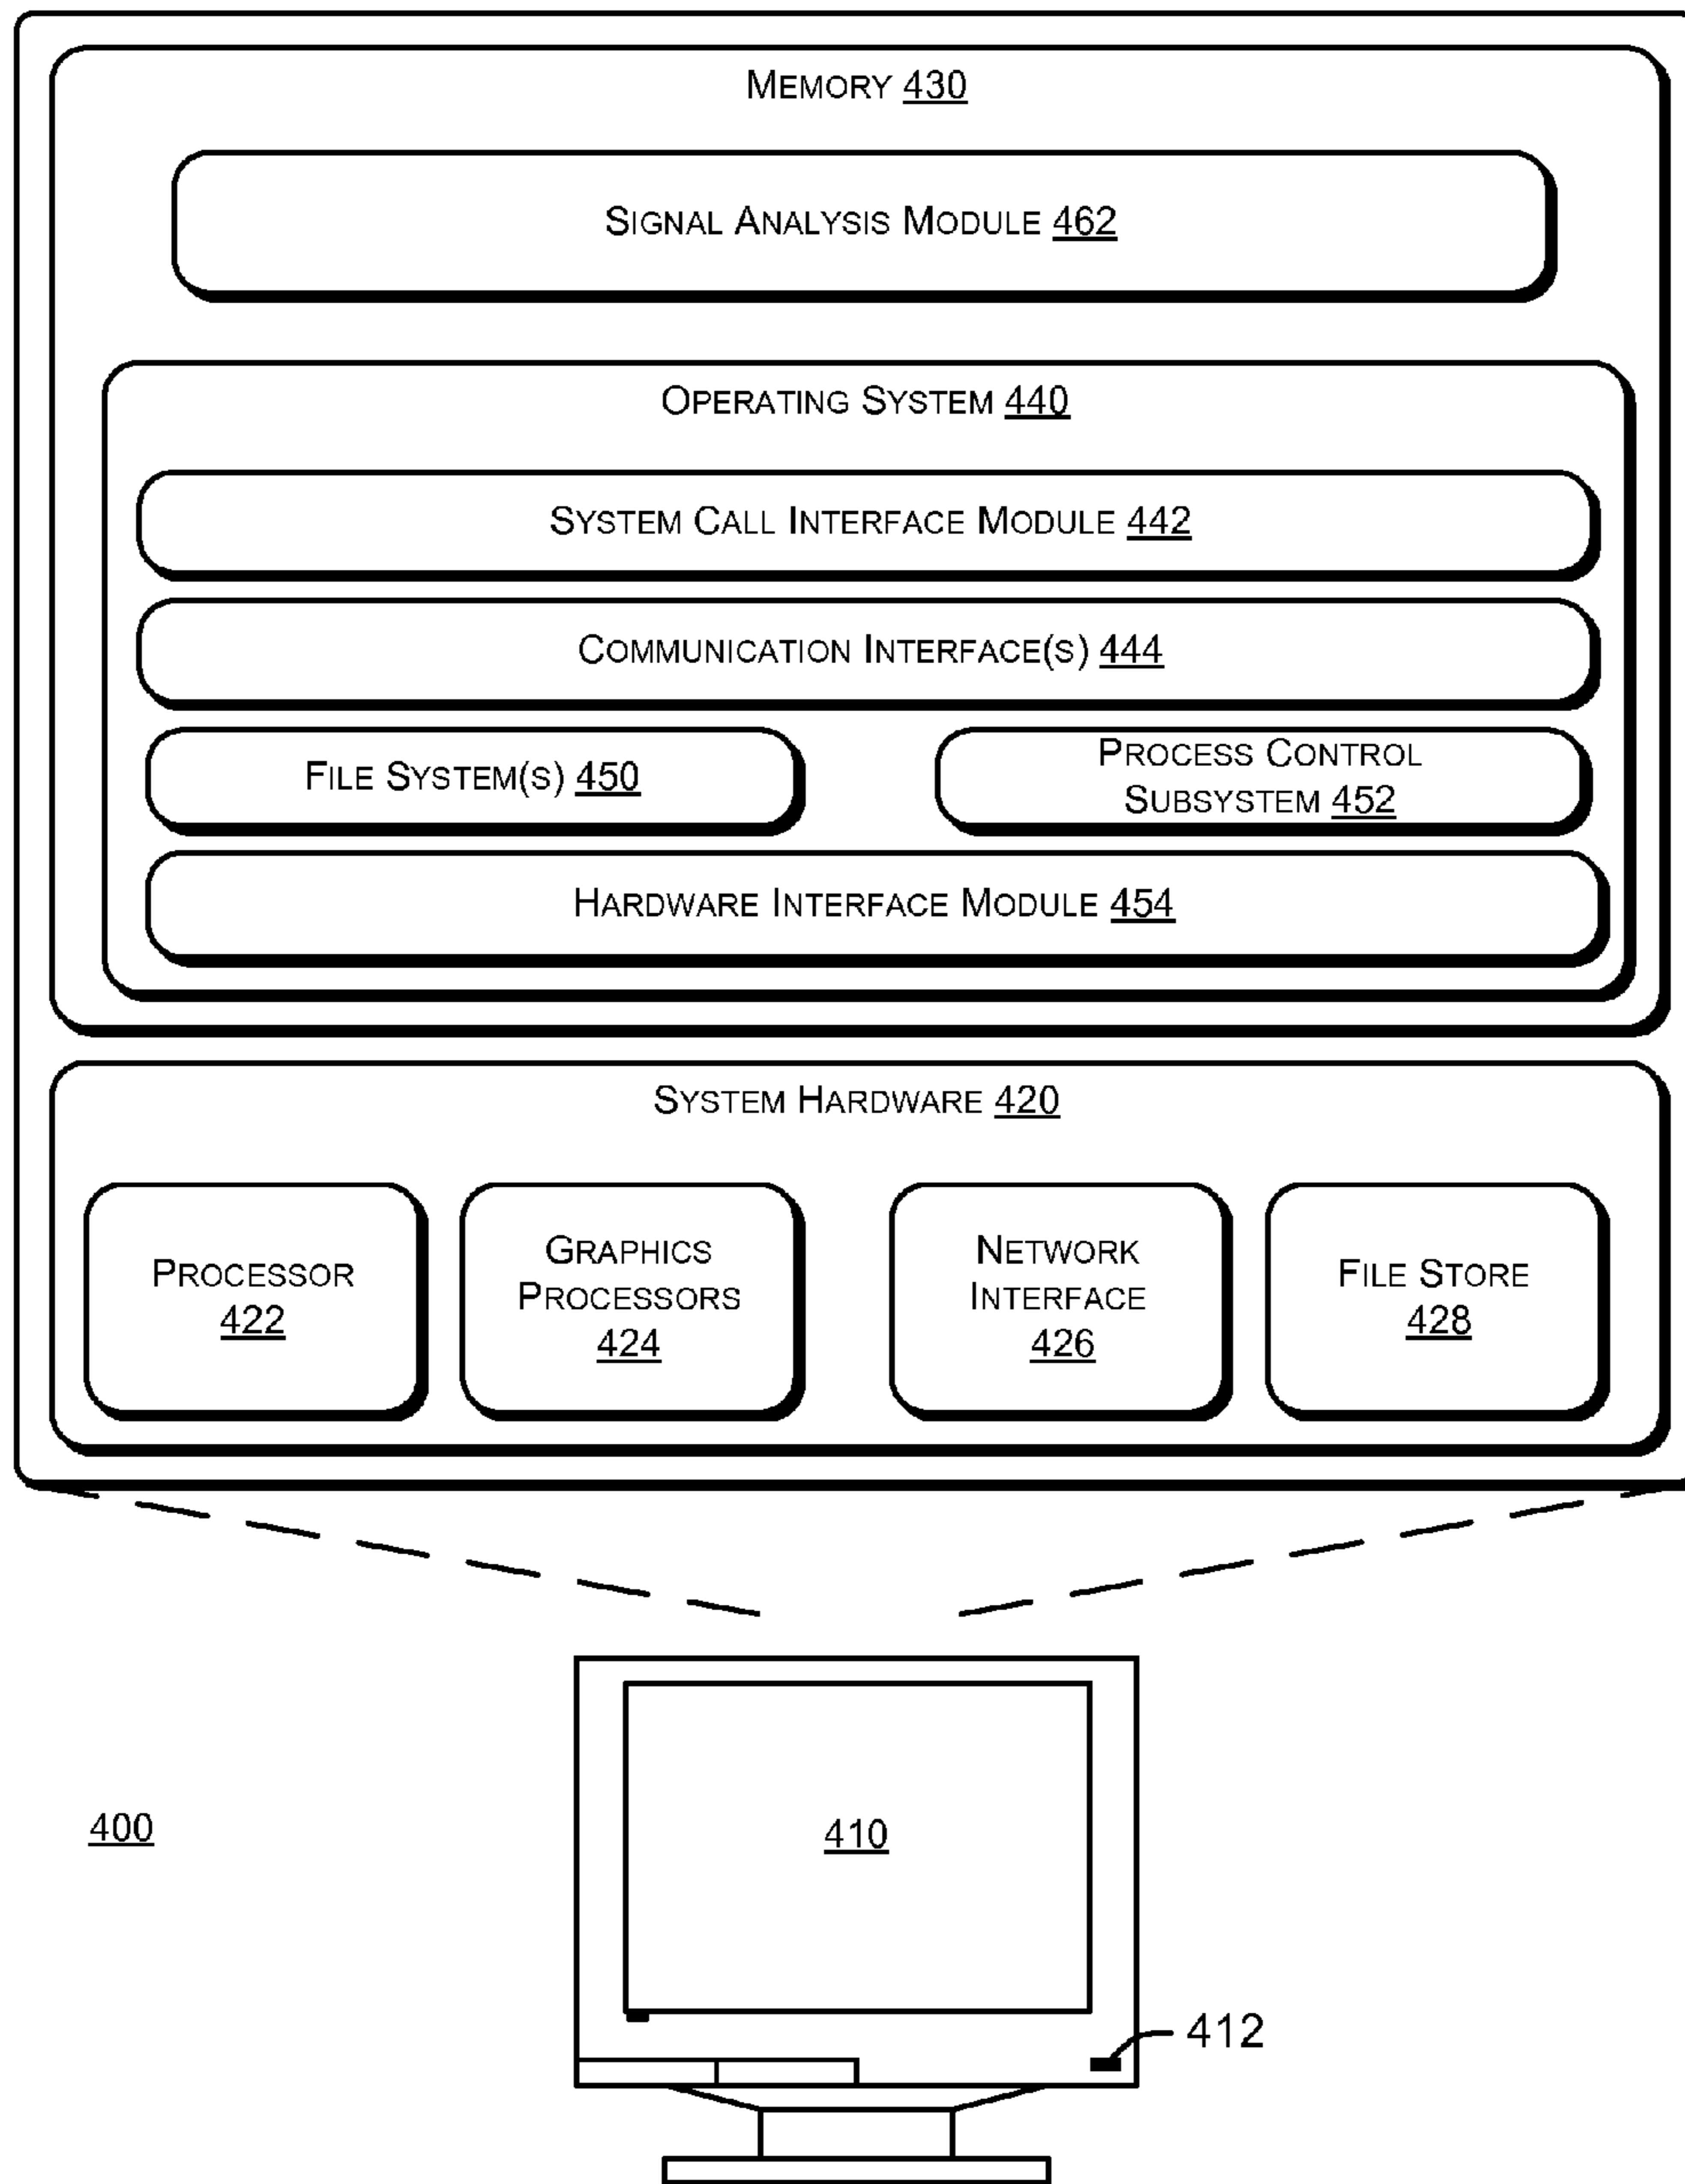 MEMORY 430
SIGNAL ANALYSIS MODULE 462
OPERATING SYSTEM 440
SYSTEM CALL INTERFACE MODULE 442
COMMUNICATION INTERFACE(S) 444
FILE SYSTEM(S) 450
PROCESS CONTROL
SUBSYSTEM 452
HARDWARE INTERFACE MODULE 454
SYSTEM HARDWARE 420
PROCESSOR
422
GRAPHICS
PROCESSORS
424
NETWORK
INTERFACE
426
FILE STORE
428
400
410
412